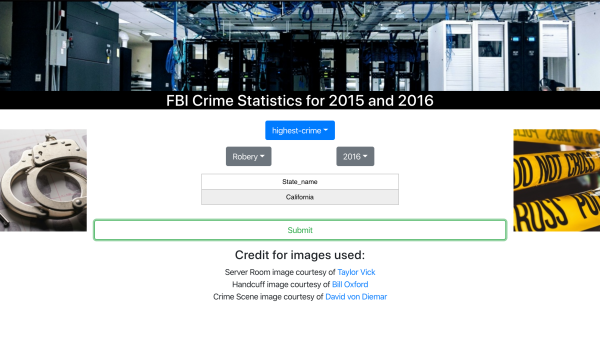 FBI Crime Statistics for 2015 and 2016
highest-crime
Robery 2016
State_name
California
DO NOT CROSS
CROSS PO
Submit
Credit for images used:
Server Room image courtesy of Taylor Vick
Handcuff image courtesy of Bill Oxford
Crime Scene image courtesy of David von Diemar